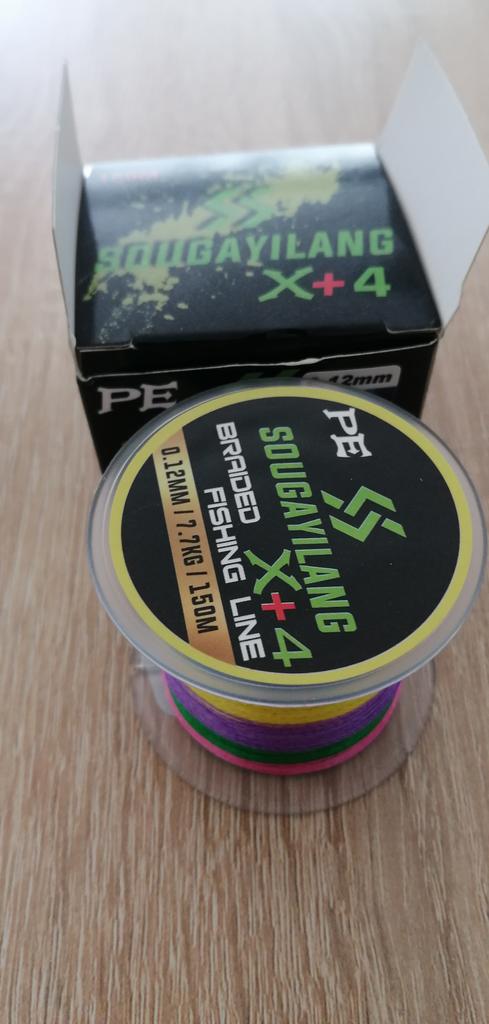 SOUGAYILANG
X+4
PE
12mm
PE
SOUGAYILANG
X+4
BRAIDED
FISHING LINE
0.12MM / 7.7KG / 150M